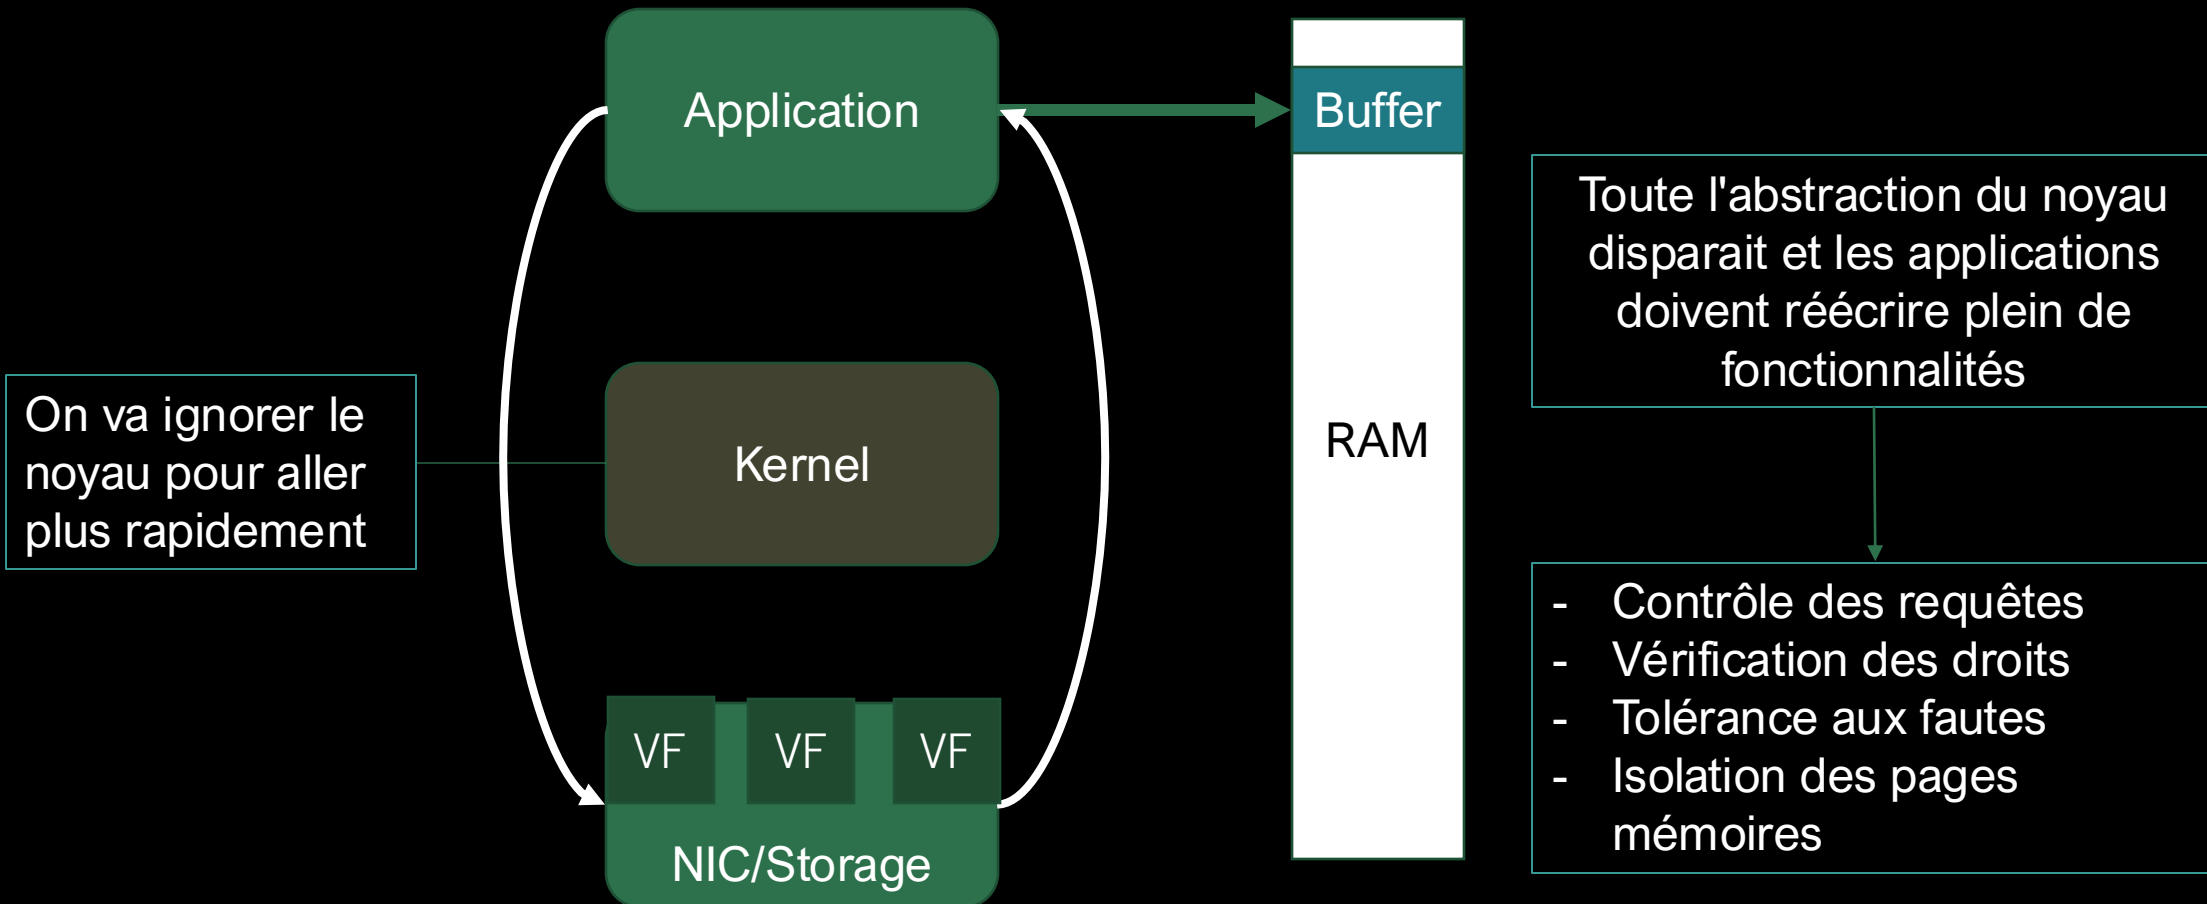 Application
Buffer
Toute l'abstraction du noyau
disparait et les applications
doivent réécrire plein de
fonctionnalités
On va ignorer le
noyau pour aller
plus rapidement
Kernel
RAM
- Contrôle des requêtes
- Vérification des droits
- Tolérance aux fautes
- Isolation des pages
mémoires
VF
VF
VF
NIC/Storage